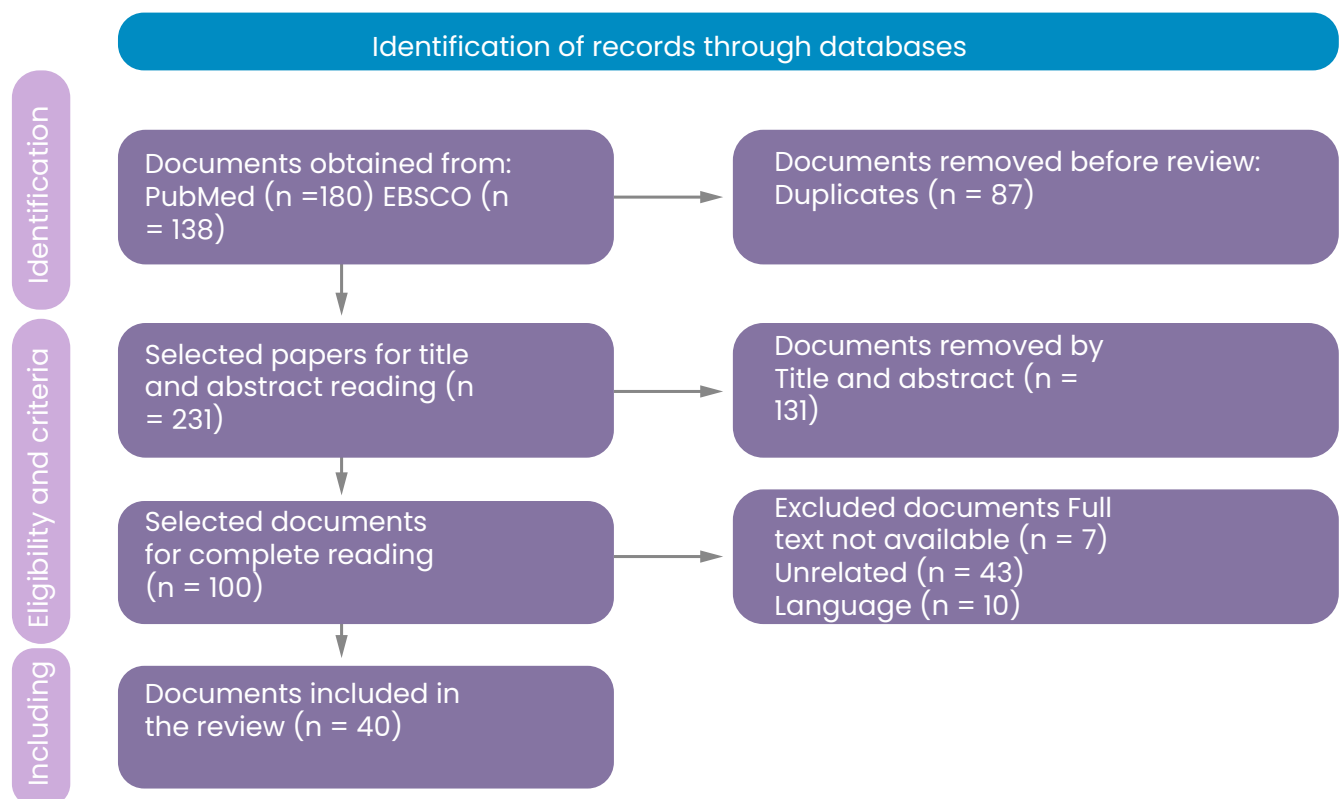 Identification of records through databases
Identification
Documents obtained from:
PubMed (n =180) EBSCO (n
= 138)
Documents removed before review:
Duplicates (n = 87)
Eligibility and criteria
Selected papers for title
and abstract reading (n
= 231)
Documents removed by
Title and abstract (n =
131)
Selected documents
for complete reading
(n = 100)
Excluded documents Full
text not available (n = 7)
Unrelated (n = 43)
Language (n = 10)
Including
Documents included in
the review (n = 40)